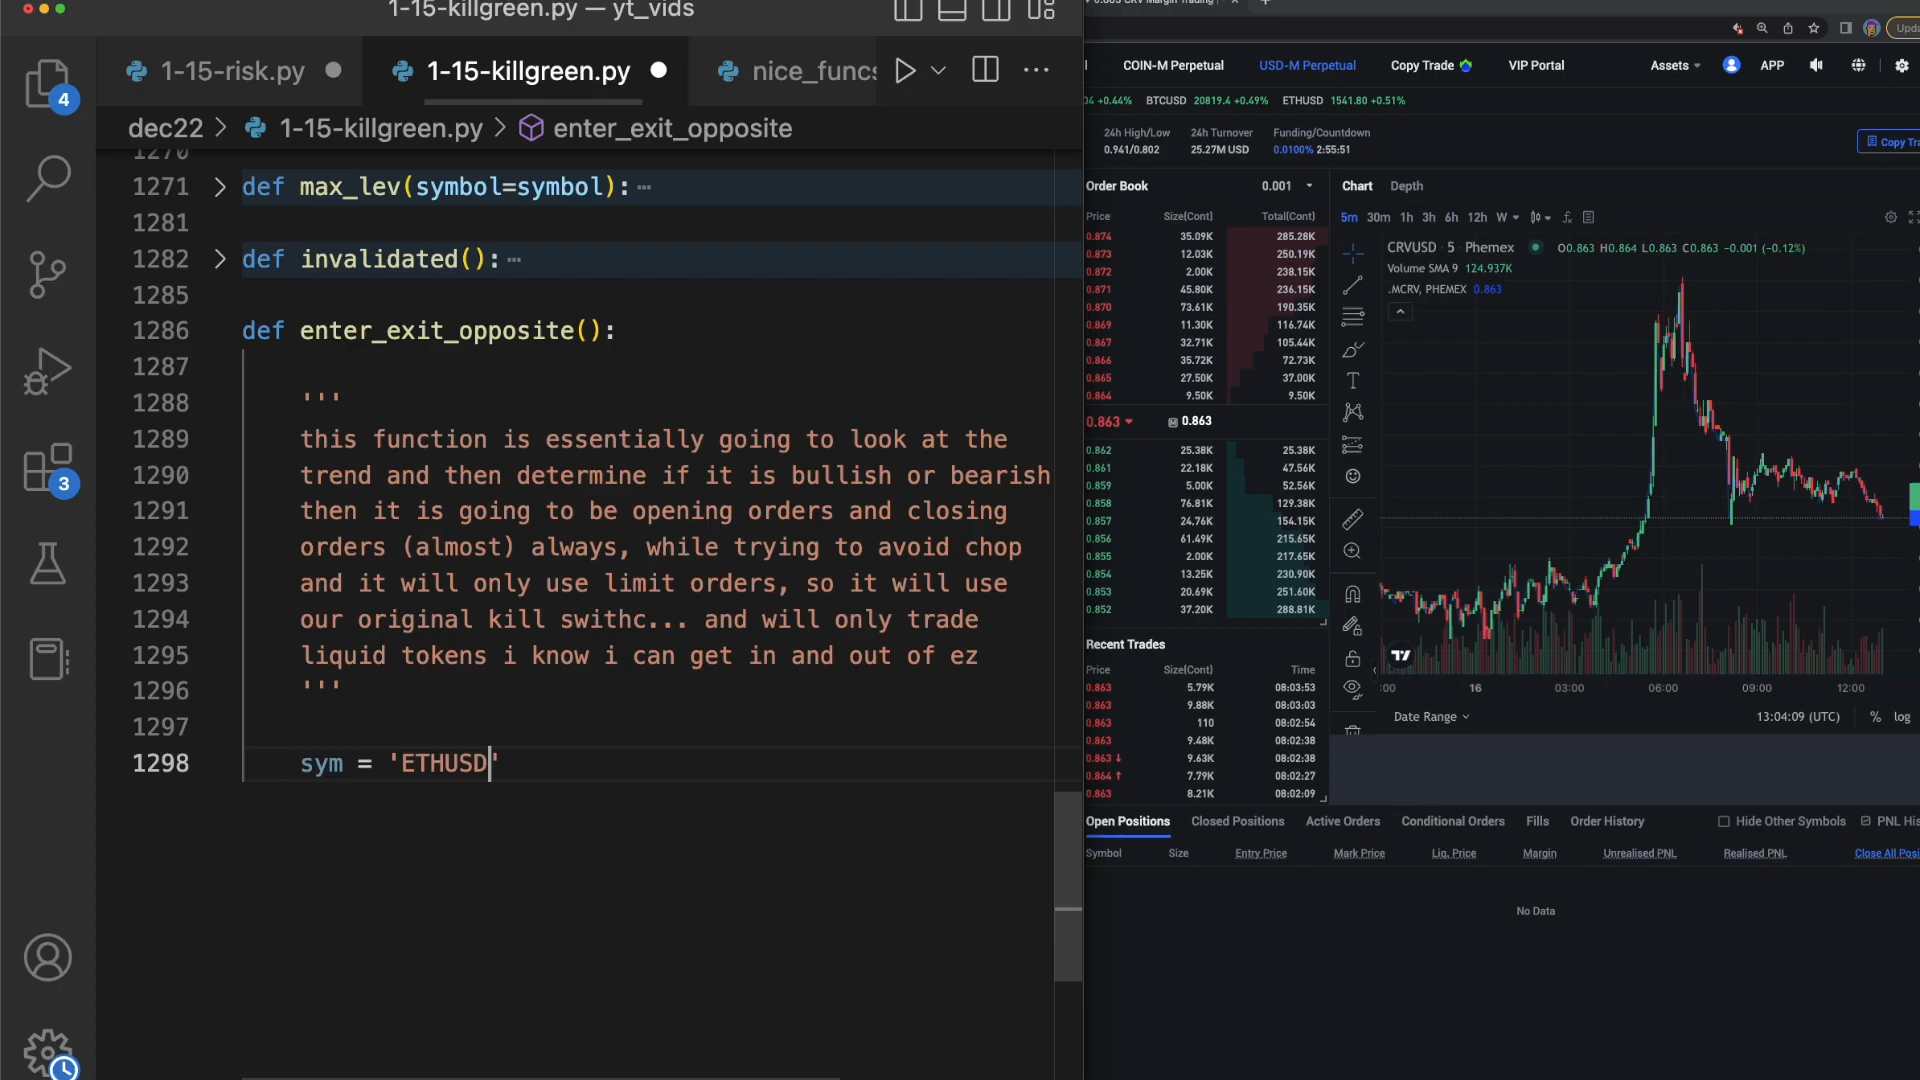 1-15-killgreen.py — yt_vids
1-15-risk.py
1-15-killgreen.py
nice_funcs
dec22 > 1-15-killgreen.py > enter_exit_opposite
1270
1271 def max_lev(symbol=symbol):
1281
1282 def invalidated():
1285
1286 def enter_exit_opposite():
1287
1288 '''
1289 this function is essentially going to look at the
1290 trend and then determine if it is bullish or bearish
1291 then it is going to be opening orders and closing
1292 orders (almost) always, while trying to avoid chop
1293 and it will only use limit orders, so it will use
1294 our original kill swithc... and will only trade
1295 liquid tokens i know i can get in and out of ez
1296 '''
1297
1298 sym = 'ETHUSD'
4
3
COIN-M Perpetual USD-M Perpetual Copy Trade VIP Portal Assets APP
04 +0.44% BTCUSD 20819.4 +0.49% ETHUSD 1541.80 +0.51%
24h High/Low 24h Turnover Funding/Countdown
0.941/0.802 25.27M USD 0.0100% 2:55:51
Copy Tra
Order Book 0.001
Price Size(Cont) Total(Cont)
0.874 35.09K 285.28K
0.873 12.03K 250.19K
0.872 2.00K 238.15K
0.871 45.80K 236.15K
0.870 73.61K 190.35K
0.869 11.30K 116.74K
0.867 32.71K 105.44K
0.866 35.72K 72.73K
0.865 27.50K 37.00K
0.864 9.50K 9.50K
0.863 0.863
0.862 25.38K 25.38K
0.861 22.18K 47.56K
0.859 5.00K 52.56K
0.858 76.81K 129.38K
0.857 24.76K 154.15K
0.856 61.49K 215.65K
0.855 2.00K 217.65K
0.854 13.25K 230.90K
0.853 20.69K 251.60K
0.852 37.20K 288.81K
Recent Trades
Price Size(Cont) Time
0.863 5.79K 08:03:53
0.863 9.88K 08:03:03
0.863 110 08:02:54
0.863 9.48K 08:02:38
0.863 ↓ 9.63K 08:02:38
0.864 ↑ 7.79K 08:02:27
0.863 8.21K 08:02:09
Chart Depth
5m 30m 1h 3h 6h 12h W
CRVUSD · 5 · Phemex O0.863 H0.864 L0.863 C0.863 -0.001 (-0.12%)
Volume SMA 9 124.937K
.MCRV, PHEMEX 0.863
:00 16 03:00 06:00 09:00 12:00
Date Range 13:04:09 (UTC) % log
Open Positions Closed Positions Active Orders Conditional Orders Fills Order History Hide Other Symbols PNL His
Symbol Size Entry Price Mark Price Liq. Price Margin Unrealised PNL Realised PNL Close All Posi
No Data